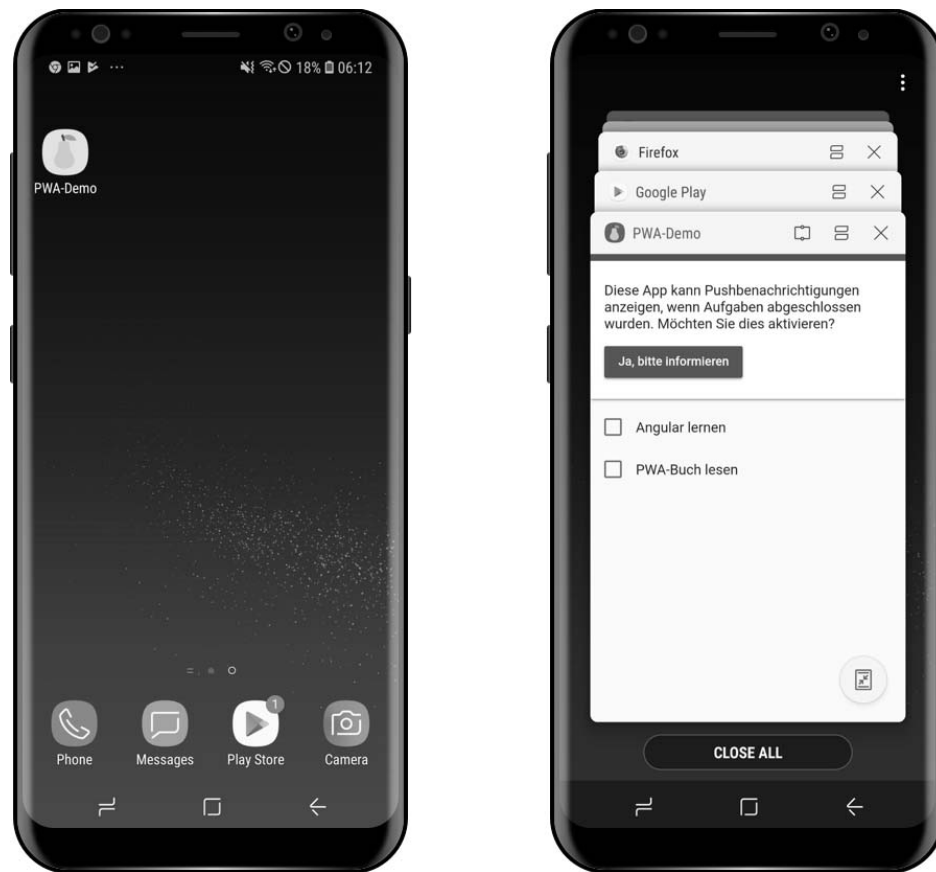 18% 06:12
PWA-Demo
1
Phone
Messages
Play Store
Camera
Firefox
Google Play
PWA-Demo
Diese App kann Pushbenachrichtigungen
anzeigen, wenn Aufgaben abgeschlossen
wurden. Möchten Sie dies aktivieren?
Ja, bitte informieren
Angular lernen
PWA-Buch lesen
CLOSE ALL